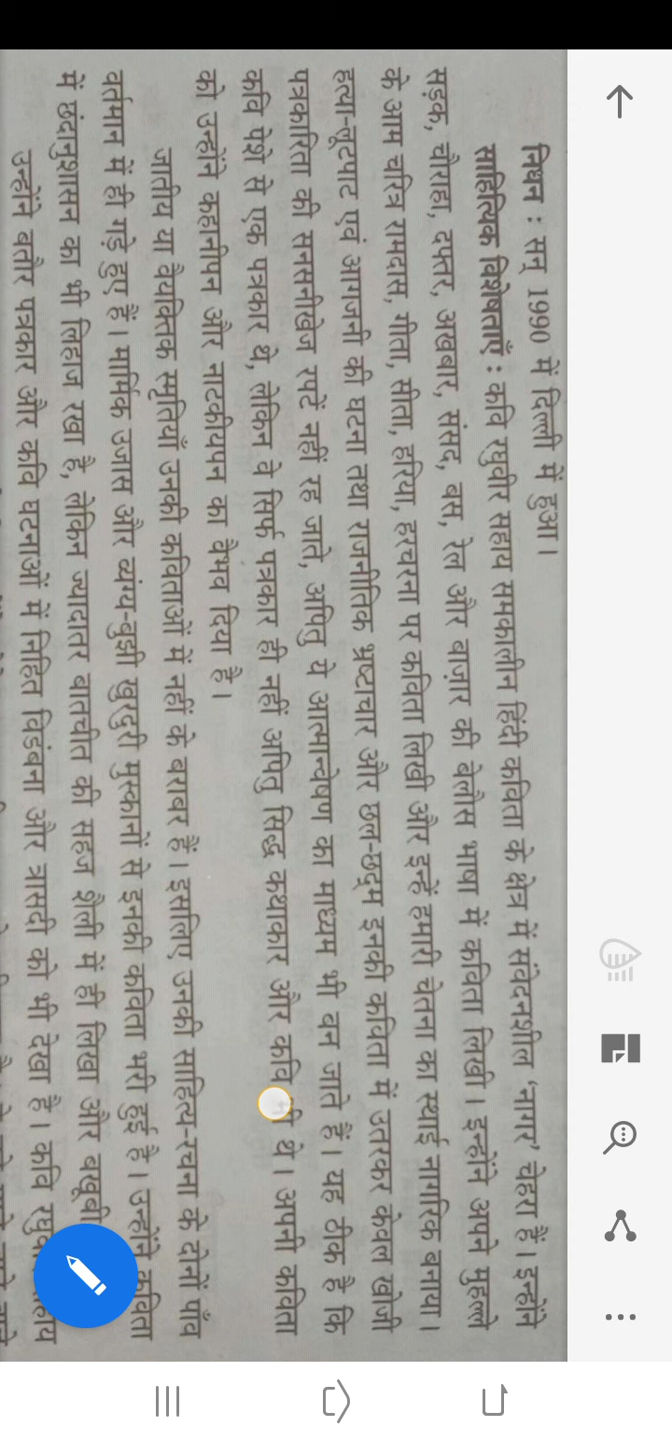 निधन : सन् 1990 में दिल्ली में हुआ।
साहित्यिक विशेषताएँ : कवि रघुवीर सहाय समकालीन हिंदी कविता के क्षेत्र में संवेदनशील ‘नागर’ चेहरा हैं। इन्होंने
सड़क, चौराहा, दफ्तर, अखबार, संसद, बस, रेल और बाज़ार की बेलौस भाषा में कविता लिखी। इन्होंने अपने मुहल्ले
के आम चरित्र रामदास, गीता, सीता, हरिया, हरचरना पर कविता लिखी और इन्हें हमारी चेतना का स्थाई नागरिक बनाया।
हत्या-लूटपाट एवं आगजनी की घटना तथा राजनीतिक भ्रष्टाचार और छल-छद्म इनकी कविता में उतरकर केवल खोजी
पत्रकारिता की सनसनीखेज रपटें नहीं रह जाते, अपितु ये आत्मान्वेषण का माध्यम भी बन जाते हैं। यह ठीक है कि
कवि पेशे से एक पत्रकार थे, लेकिन वे सिर्फ पत्रकार ही नहीं अपितु सिद्ध कथाकार और कवि थे। अपनी कविता
को उन्होंने कहानीपन और नाटकीयपन का वैभव दिया है।
जातीय या वैयक्तिक स्मृतियाँ उनकी कविताओं में नहीं के बराबर हैं। इसलिए उनकी साहित्य-रचना के दोनों पाँव
वर्तमान में ही गड़े हुए हैं। मार्मिक उजास और व्यंग्य-बुझी खुरदुरी मुस्कानों से इनकी कविता भरी हुई है। उन्होंने कविता
में छंदानुशासन का भी लिहाज रखा है, लेकिन ज्यादातर बातचीत की सहज शैली में ही लिखा और बखूबी
उन्होंने बतौर पत्रकार और कवि घटनाओं में निहित विडंबना और त्रासदी को भी देखा है। कवि